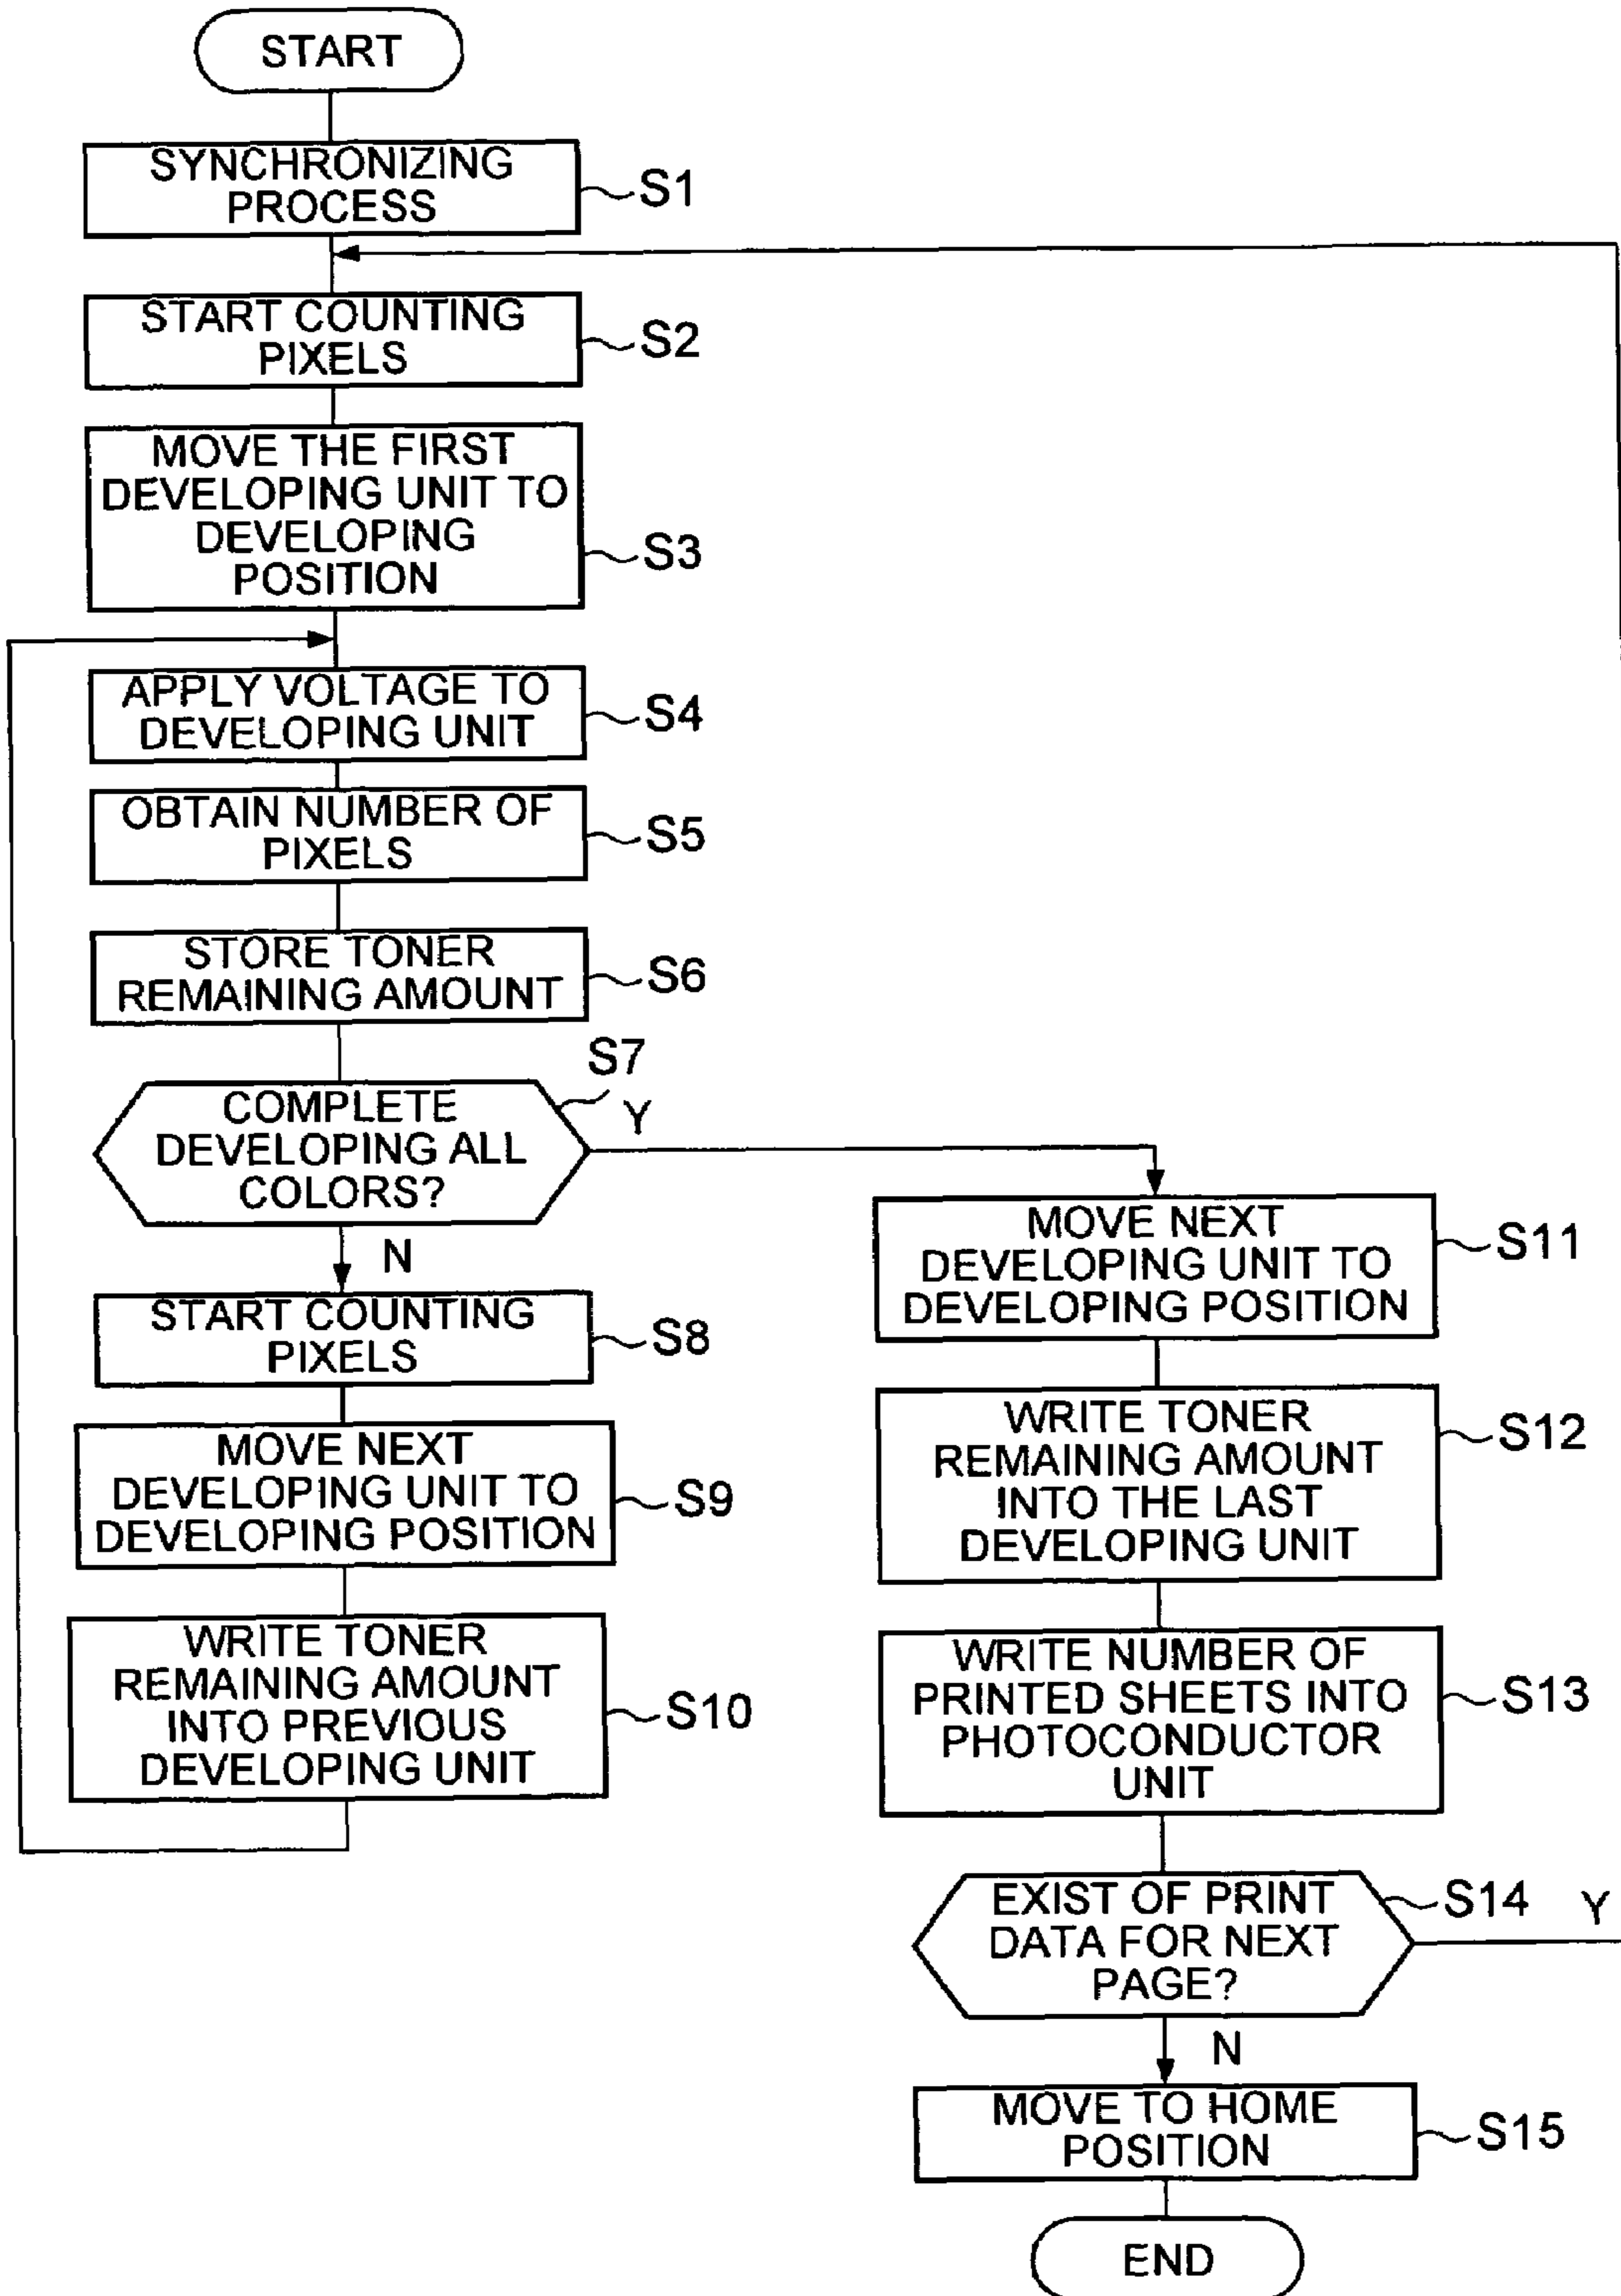 START
SYNCHRONIZING
PROCESS
S1
START COUNTING
PIXELS
S2
MOVE THE FIRST
DEVELOPING UNIT TO
DEVELOPING
POSITION
S3
APPLY VOLTAGE TO
DEVELOPING UNIT
S4
OBTAIN NUMBER OF
PIXELS
S5
STORE TONER
REMAINING AMOUNT
S6
S7
COMPLETE
DEVELOPING ALL
COLORS?
Y
N
START COUNTING
PIXELS
S8
MOVE NEXT
DEVELOPING UNIT TO
DEVELOPING POSITION
S9
WRITE TONER
REMAINING AMOUNT
INTO PREVIOUS
DEVELOPING UNIT
S10
MOVE NEXT
DEVELOPING UNIT TO
DEVELOPING POSITION
S11
WRITE TONER
REMAINING AMOUNT
INTO THE LAST
DEVELOPING UNIT
S12
WRITE NUMBER OF
PRINTED SHEETS INTO
PHOTOCONDUCTOR
UNIT
S13
EXIST OF PRINT
DATA FOR NEXT
PAGE?
S14
Y
N
MOVE TO HOME
POSITION
S15
END